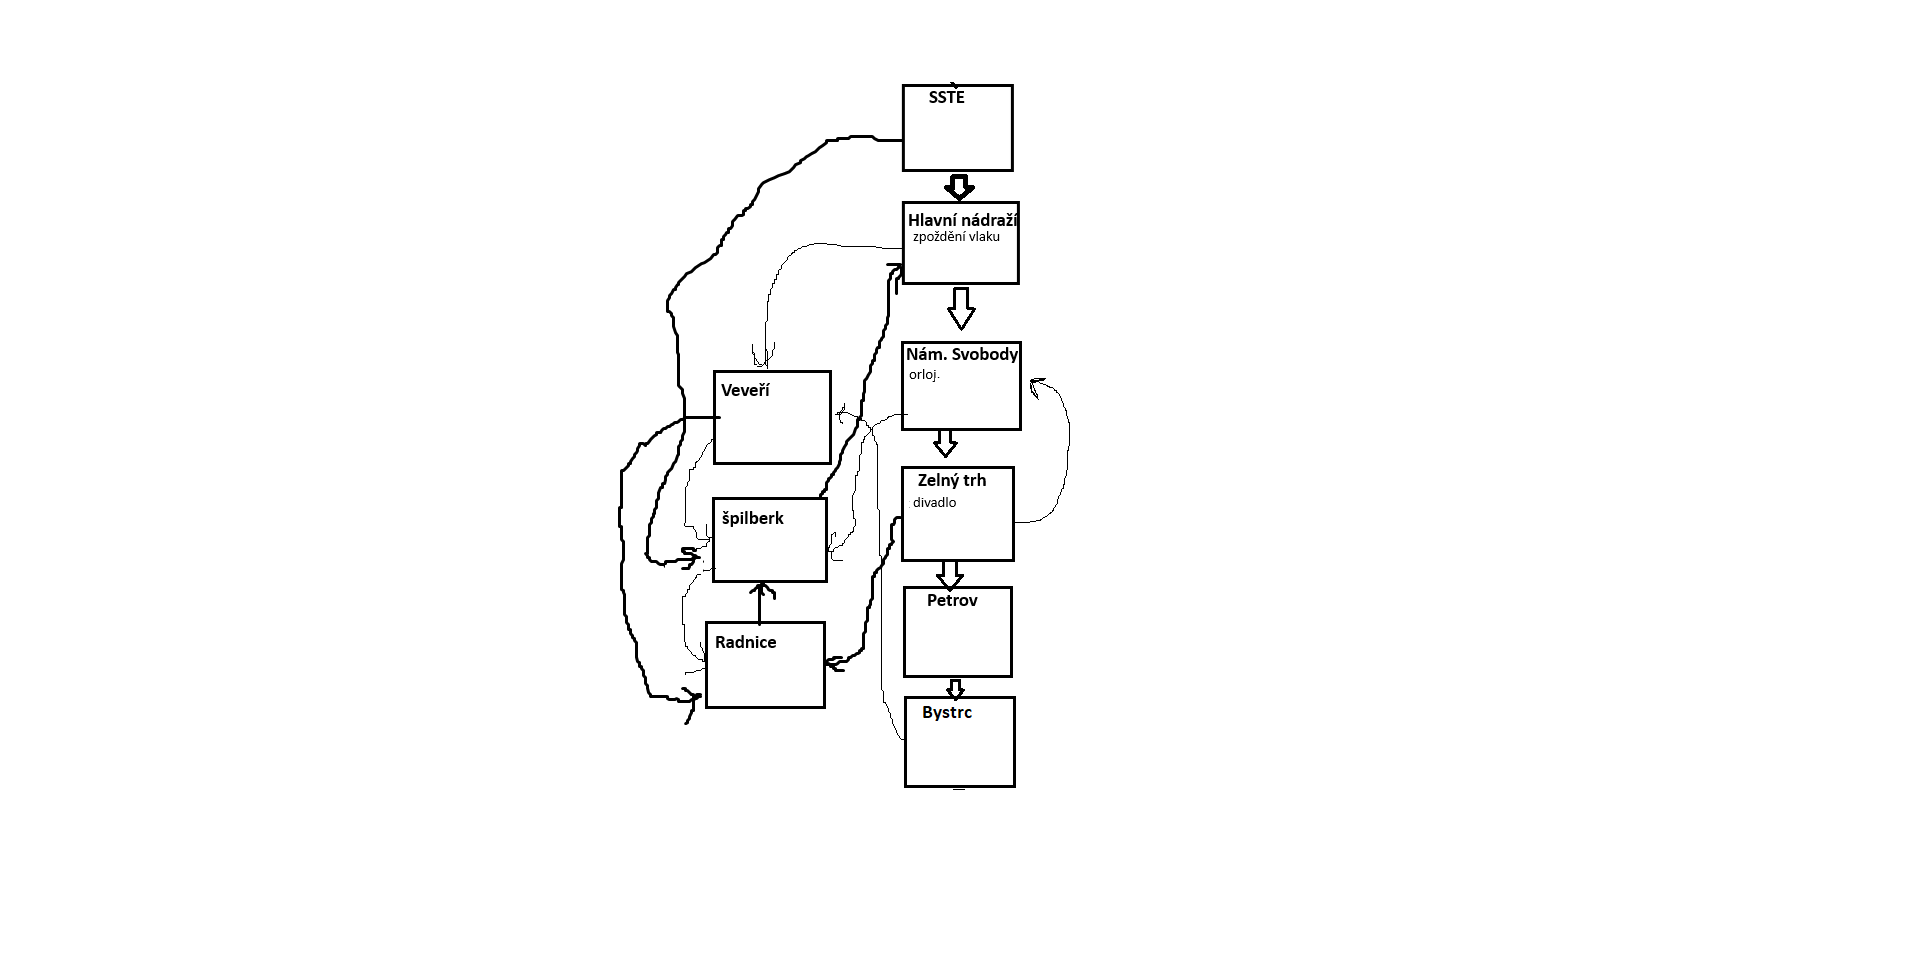 SSTE
Hlavní nádraží
zpoždění vlaku
Nám. Svobody
orloj.
Veveří
Zelný trh
divadlo
špilberk
Petrov
Radnice
Bystrc